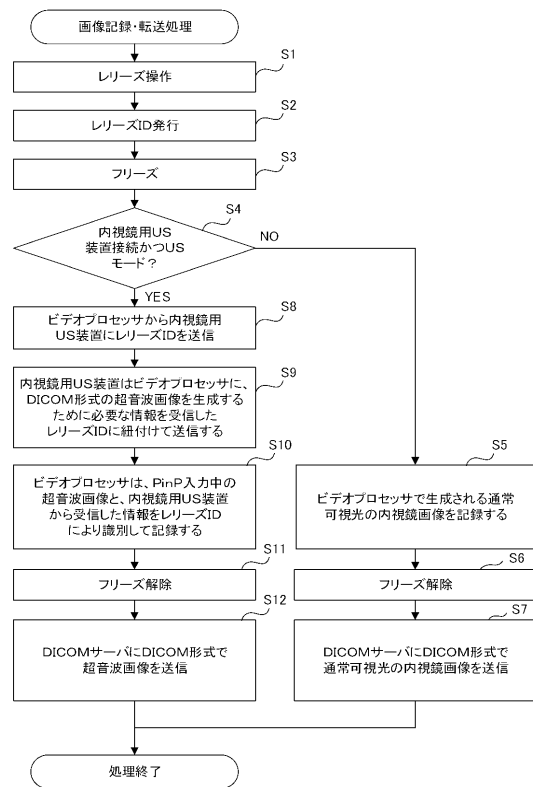 画像記録・転送処理
S1
レリーズ操作
S2
レリーズID発行
S3
フリーズ
S4
内視鏡用US
装置接続かつUS
モード？
NO
YES
S8
ビデオプロセッサから内視鏡用
US装置にレリーズIDを送信
S9
内視鏡用US装置はビデオプロセッサに、
DICOM形式の超音波画像を生成する
ために必要な情報を受信した
レリーズIDに紐付けて送信する
S10
ビデオプロセッサは、PinP入力中の
超音波画像と、内視鏡用US装置
から受信した情報をレリーズID
により識別して記録する
S5
ビデオプロセッサで生成される通常
可視光の内視鏡画像を記録する
S11
フリーズ解除
S6
フリーズ解除
S12
DICOMサーバにDICOM形式で
超音波画像を送信
S7
DICOMサーバにDICOM形式で
通常可視光の内視鏡画像を送信
処理終了